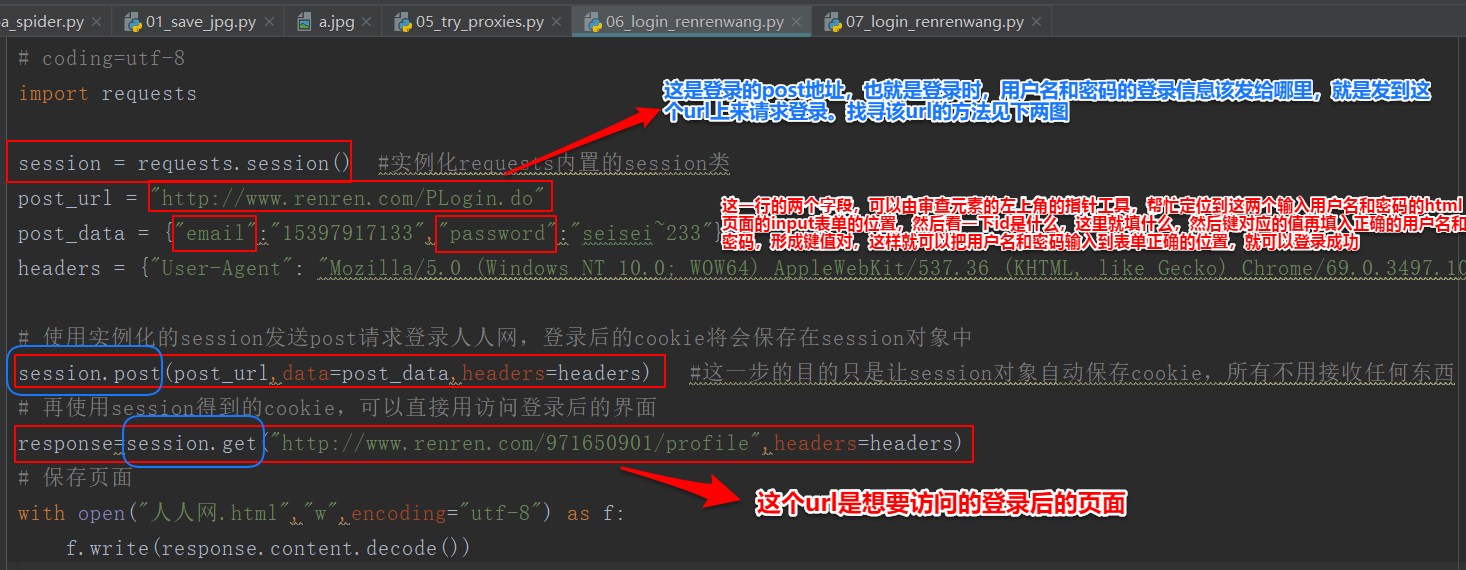 a_spider.py × 01_save_jpg.py × a.jpg × 05_try_proxies.py × 06_login_renrenwang.py × 07_login_renrenwang.py ×
# coding=utf-8
import requests
这是登录的post地址，也就是登录时，用户名和密码的登录信息该发给哪里，就是发到这
个url上来请求登录。找寻该url的方法见下两图
session = requests.session()  #实例化requests内置的session类
post_url = "http://www.renren.com/PLogin.do"
这一行的两个字段，可以由审查元素的左上角的指针工具，帮忙定位到这两个输入用户名和密码的html
页面的input表单的位置，然后看一下id是什么，这里就填什么，然后键对应的值再填入正确的用户名和
密码，形成键值对，这样就可以把用户名和密码输入到表单正确的位置，就可以登录成功
post_data = {"email":"15397917133","password":"seisei~233"}
headers = {"User-Agent": "Mozilla/5.0 (Windows NT 10.0; WOW64) AppleWebKit/537.36 (KHTML, like Gecko) Chrome/69.0.3497.10
# 使用实例化的session发送post请求登录人人网，登录后的cookie将会保存在session对象中
session.post(post_url,data=post_data,headers=headers)  #这一步的目的只是让session对象自动保存cookie，所有不用接收任何东西
# 再使用session得到的cookie，可以直接用访问登录后的界面
response=session.get("http://www.renren.com/971650901/profile",headers=headers)
# 保存页面
这个url是想要访问的登录后的页面
with open("人人网.html","w",encoding="utf-8") as f:
f.write(response.content.decode())